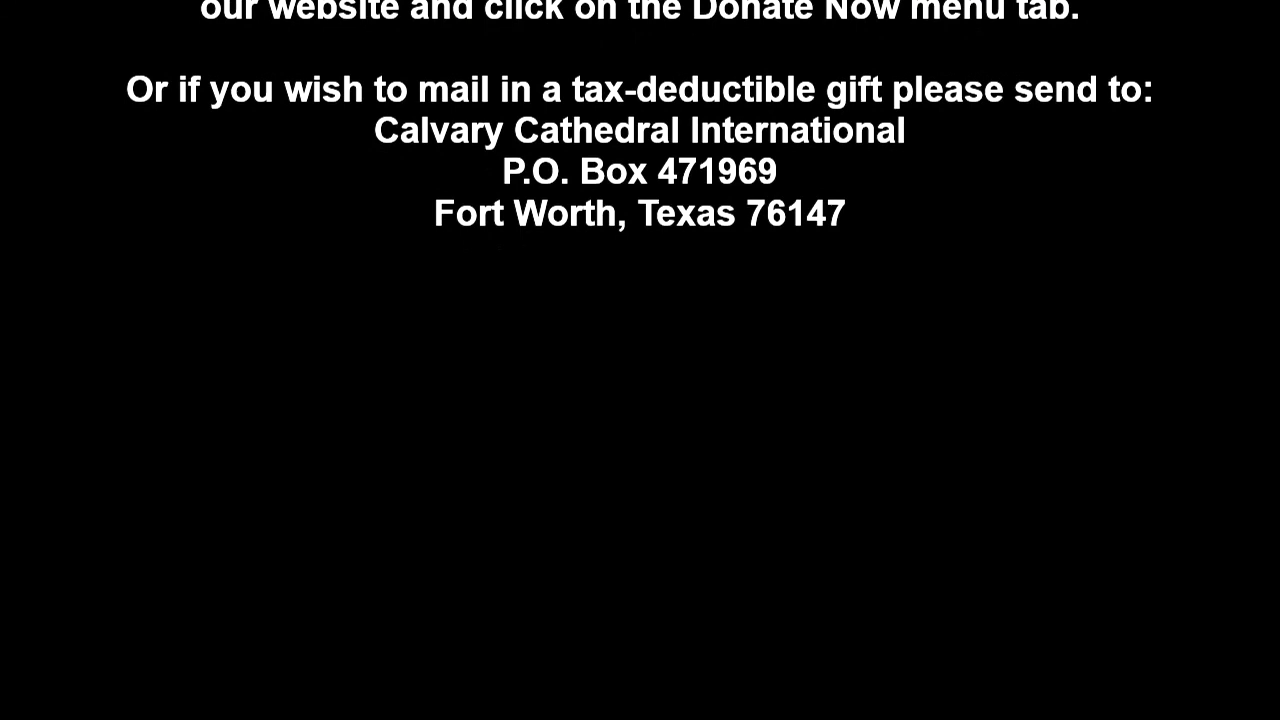 our website and click on the Donate Now menu tab.
Or if you wish to mail in a tax-deductible gift please send to:
Calvary Cathedral International
P.O. Box 471969
Fort Worth, Texas 76147